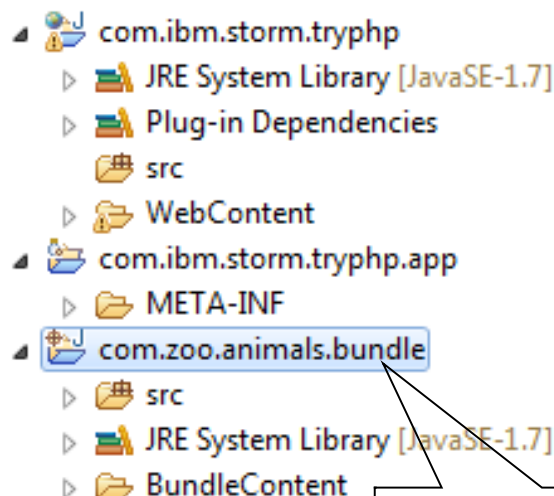 com.ibm.storm.tryphp
JRE System Library [JavaSE-1.7]
Plug-in Dependencies
src
WebContent
com.ibm.storm.tryphp.app
META-INF
com.zoo.animals.bundle
src
JRE System Library [JavaSE-1.7]
BundleContent